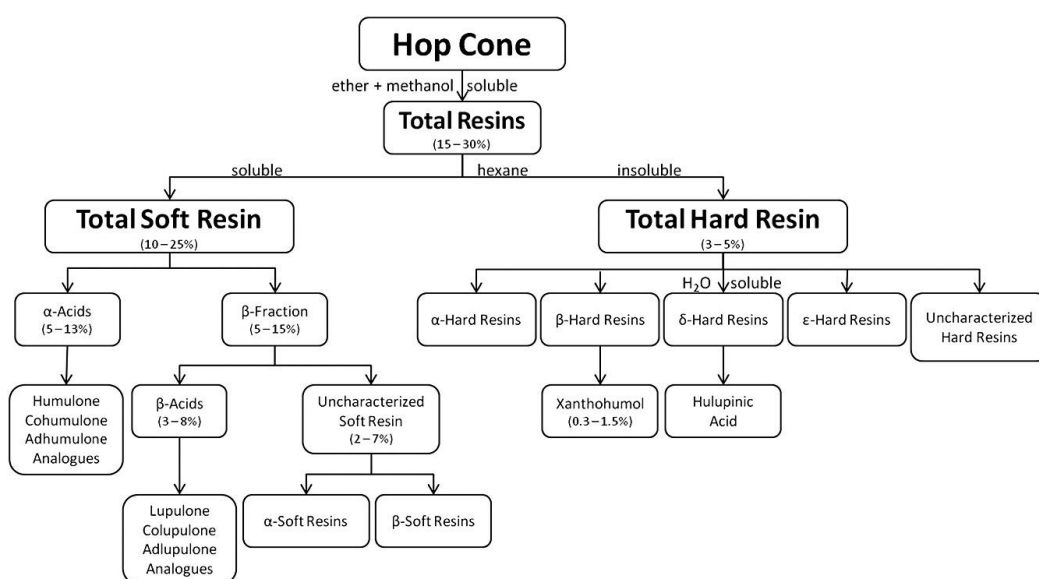 Hop Cone
ether + methanol soluble
Total Resins
(15–30%)
soluble hexane insoluble
Total Soft Resin
(10–25%)
Total Hard Resin
(3–5%)
H₂O soluble
α-Acids
(5–13%)
β-Fraction
(5–15%)
α-Hard Resins
β-Hard Resins
δ-Hard Resins
ε-Hard Resins
Uncharacterized
Hard Resins
Humulone
Cohumulone
Adhumulone
Analogues
β-Acids
(3–8%)
Uncharacterized
Soft Resin
(2–7%)
Xanthohumol
(0.3–1.5%)
Hulupinic
Acid
Lupulone
Colupulone
Adlupulone
Analogues
α-Soft Resins
β-Soft Resins